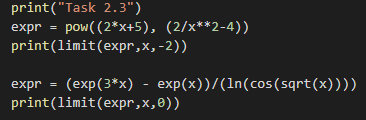 print("Task 2.3")
expr = pow((2*x+5), (2/x**2-4))
print(limit(expr,x,-2))

expr = (exp(3*x) - exp(x))/(ln(cos(sqrt(x))))
print(limit(expr,x,0))